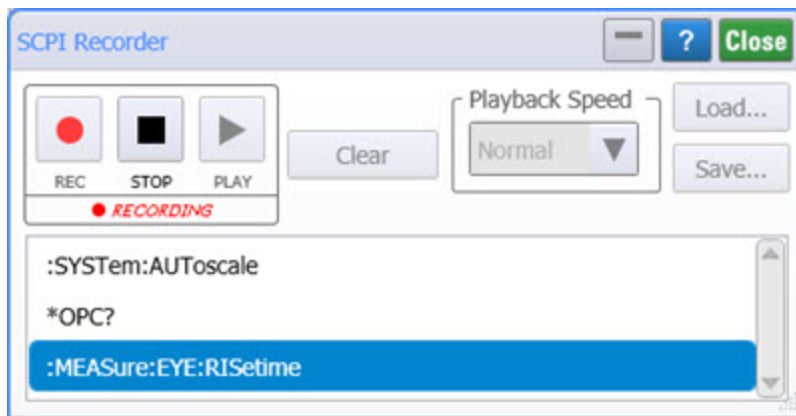 SCPI Recorder
?
Close
REC
STOP
PLAY
RECORDING
Clear
Playback Speed
Normal
Load...
Save...
:SYSTem:AUToscale
*OPC?
:MEASure:EYE:RISetime